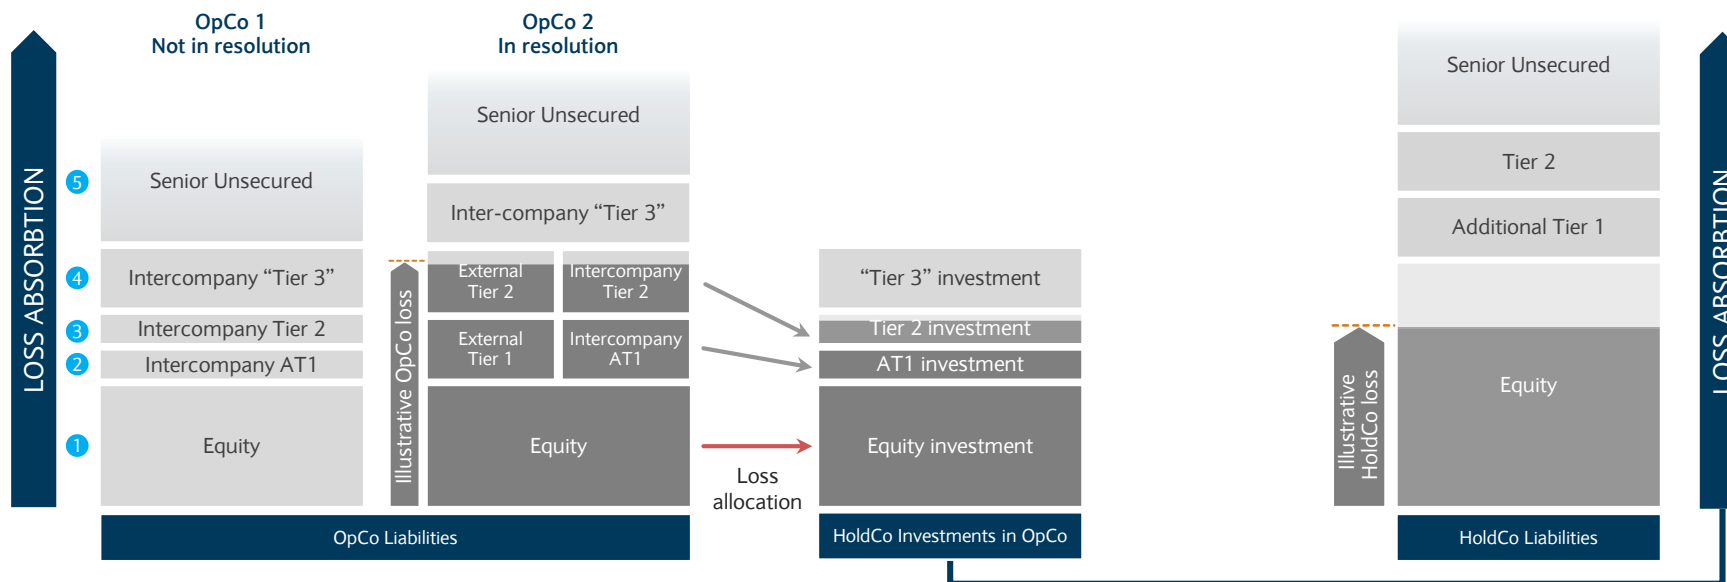 OpCo 1
Not in resolution
OpCo 2
In resolution
LOSS ABSORBTION
5
Senior Unsecured
4
Intercompany “Tier 3”
3
Intercompany Tier 2
2
Intercompany AT1
1
Equity
Illustrative OpCo loss
Senior Unsecured
Inter-company “Tier 3”
External
Tier 2
Intercompany
Tier 2
External
Tier 1
Intercompany
AT1
Equity
OpCo Liabilities
Loss
allocation
“Tier 3” investment
Tier 2 investment
AT1 investment
Equity investment
HoldCo Investments in OpCo
Illustrative
HoldCo loss
Senior Unsecured
Tier 2
Additional Tier 1
Equity
HoldCo Liabilities
LOSS ABSORBTION